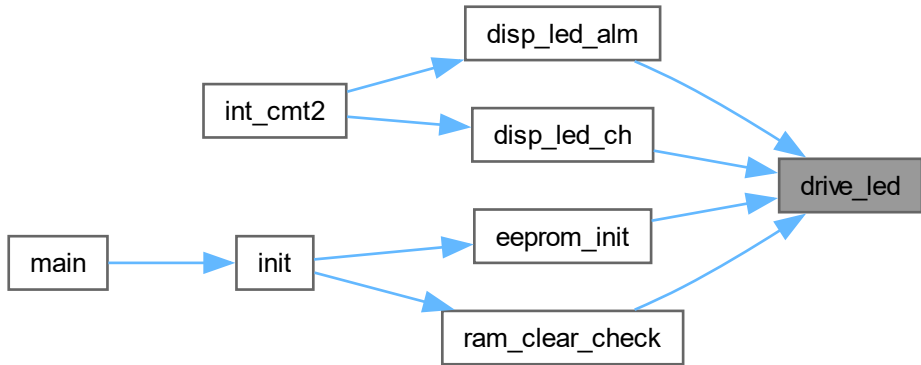 disp_led_alm
int_cmt2
disp_led_ch
drive_led
eeprom_init
main
init
ram_clear_check